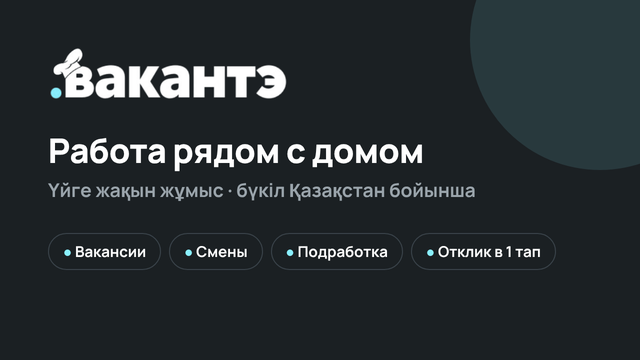 .вакантэ
Работа рядом с домом
Үйге жақын жұмыс · бүкіл Қазақстан бойынша
• Вакансии • Смены • Подработка • Отклик в 1 тап